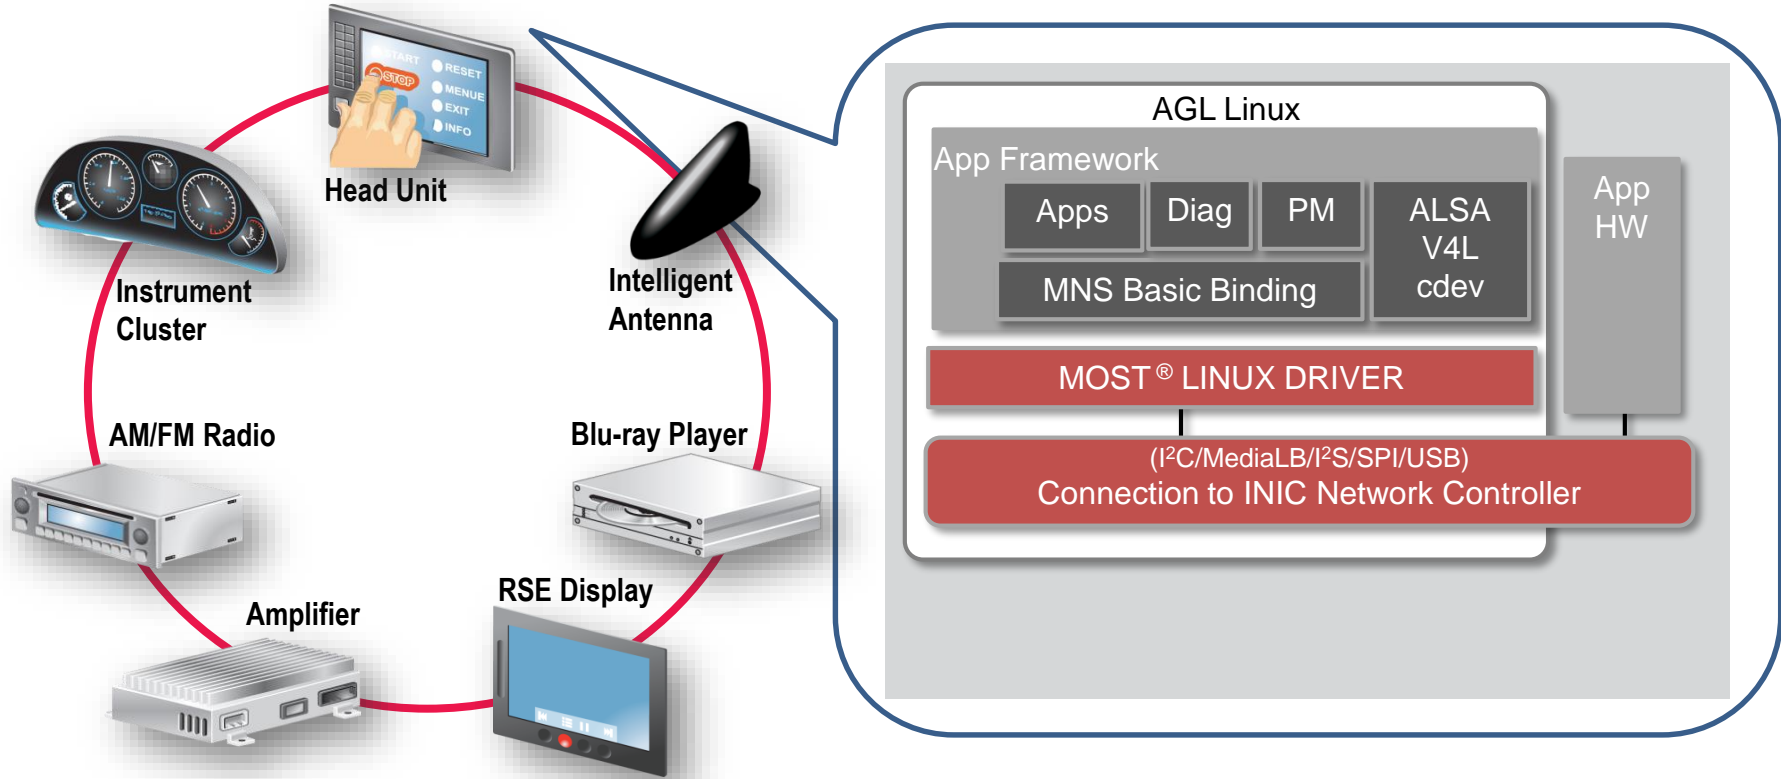 START
STOP
RESET
MENUE
EXIT
INFO
Head Unit
Instrument
Cluster
Intelligent
Antenna
AM/FM Radio
Blu-ray Player
Amplifier
RSE Display
AGL Linux
App Framework
Apps
Diag
PM
ALSA
V4L
cdev
MNS Basic Binding
App
HW
MOST® LINUX DRIVER
(I²C/MediaLB/I²S/SPI/USB)
Connection to INIC Network Controller